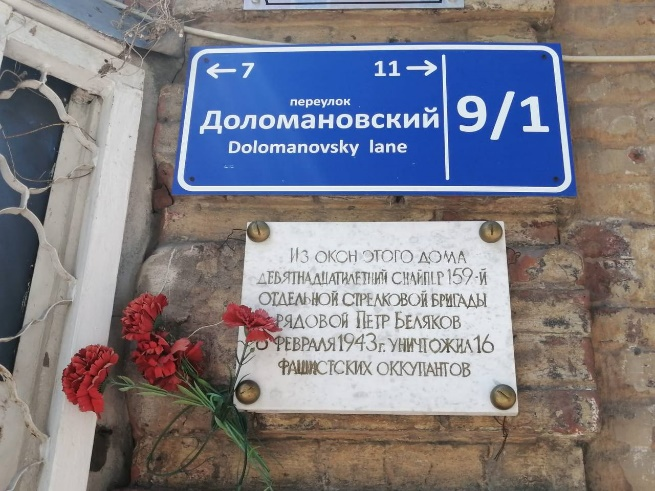 ← 7
11 →
переулок
Доломановский
9/1
Dolomanovsky lane
Из окон этого дома
девятнадцатилетний снайпер 159-й
отдельной стрелковой бригады
рядовой Петр Беляков
февраля 1943 г. уничтожил 16
фашистских оккупантов